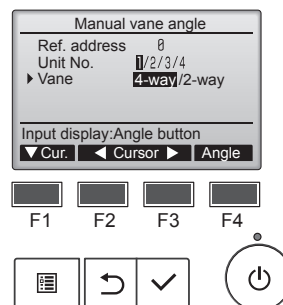 Manual vane angle
Ref. address 0
Unit No. 1/2/3/4
Vane 4-way/2-way
Input display:Angle button
▼ Cur. ◀ Cursor ▶ Angle
F1 F2 F3 F4